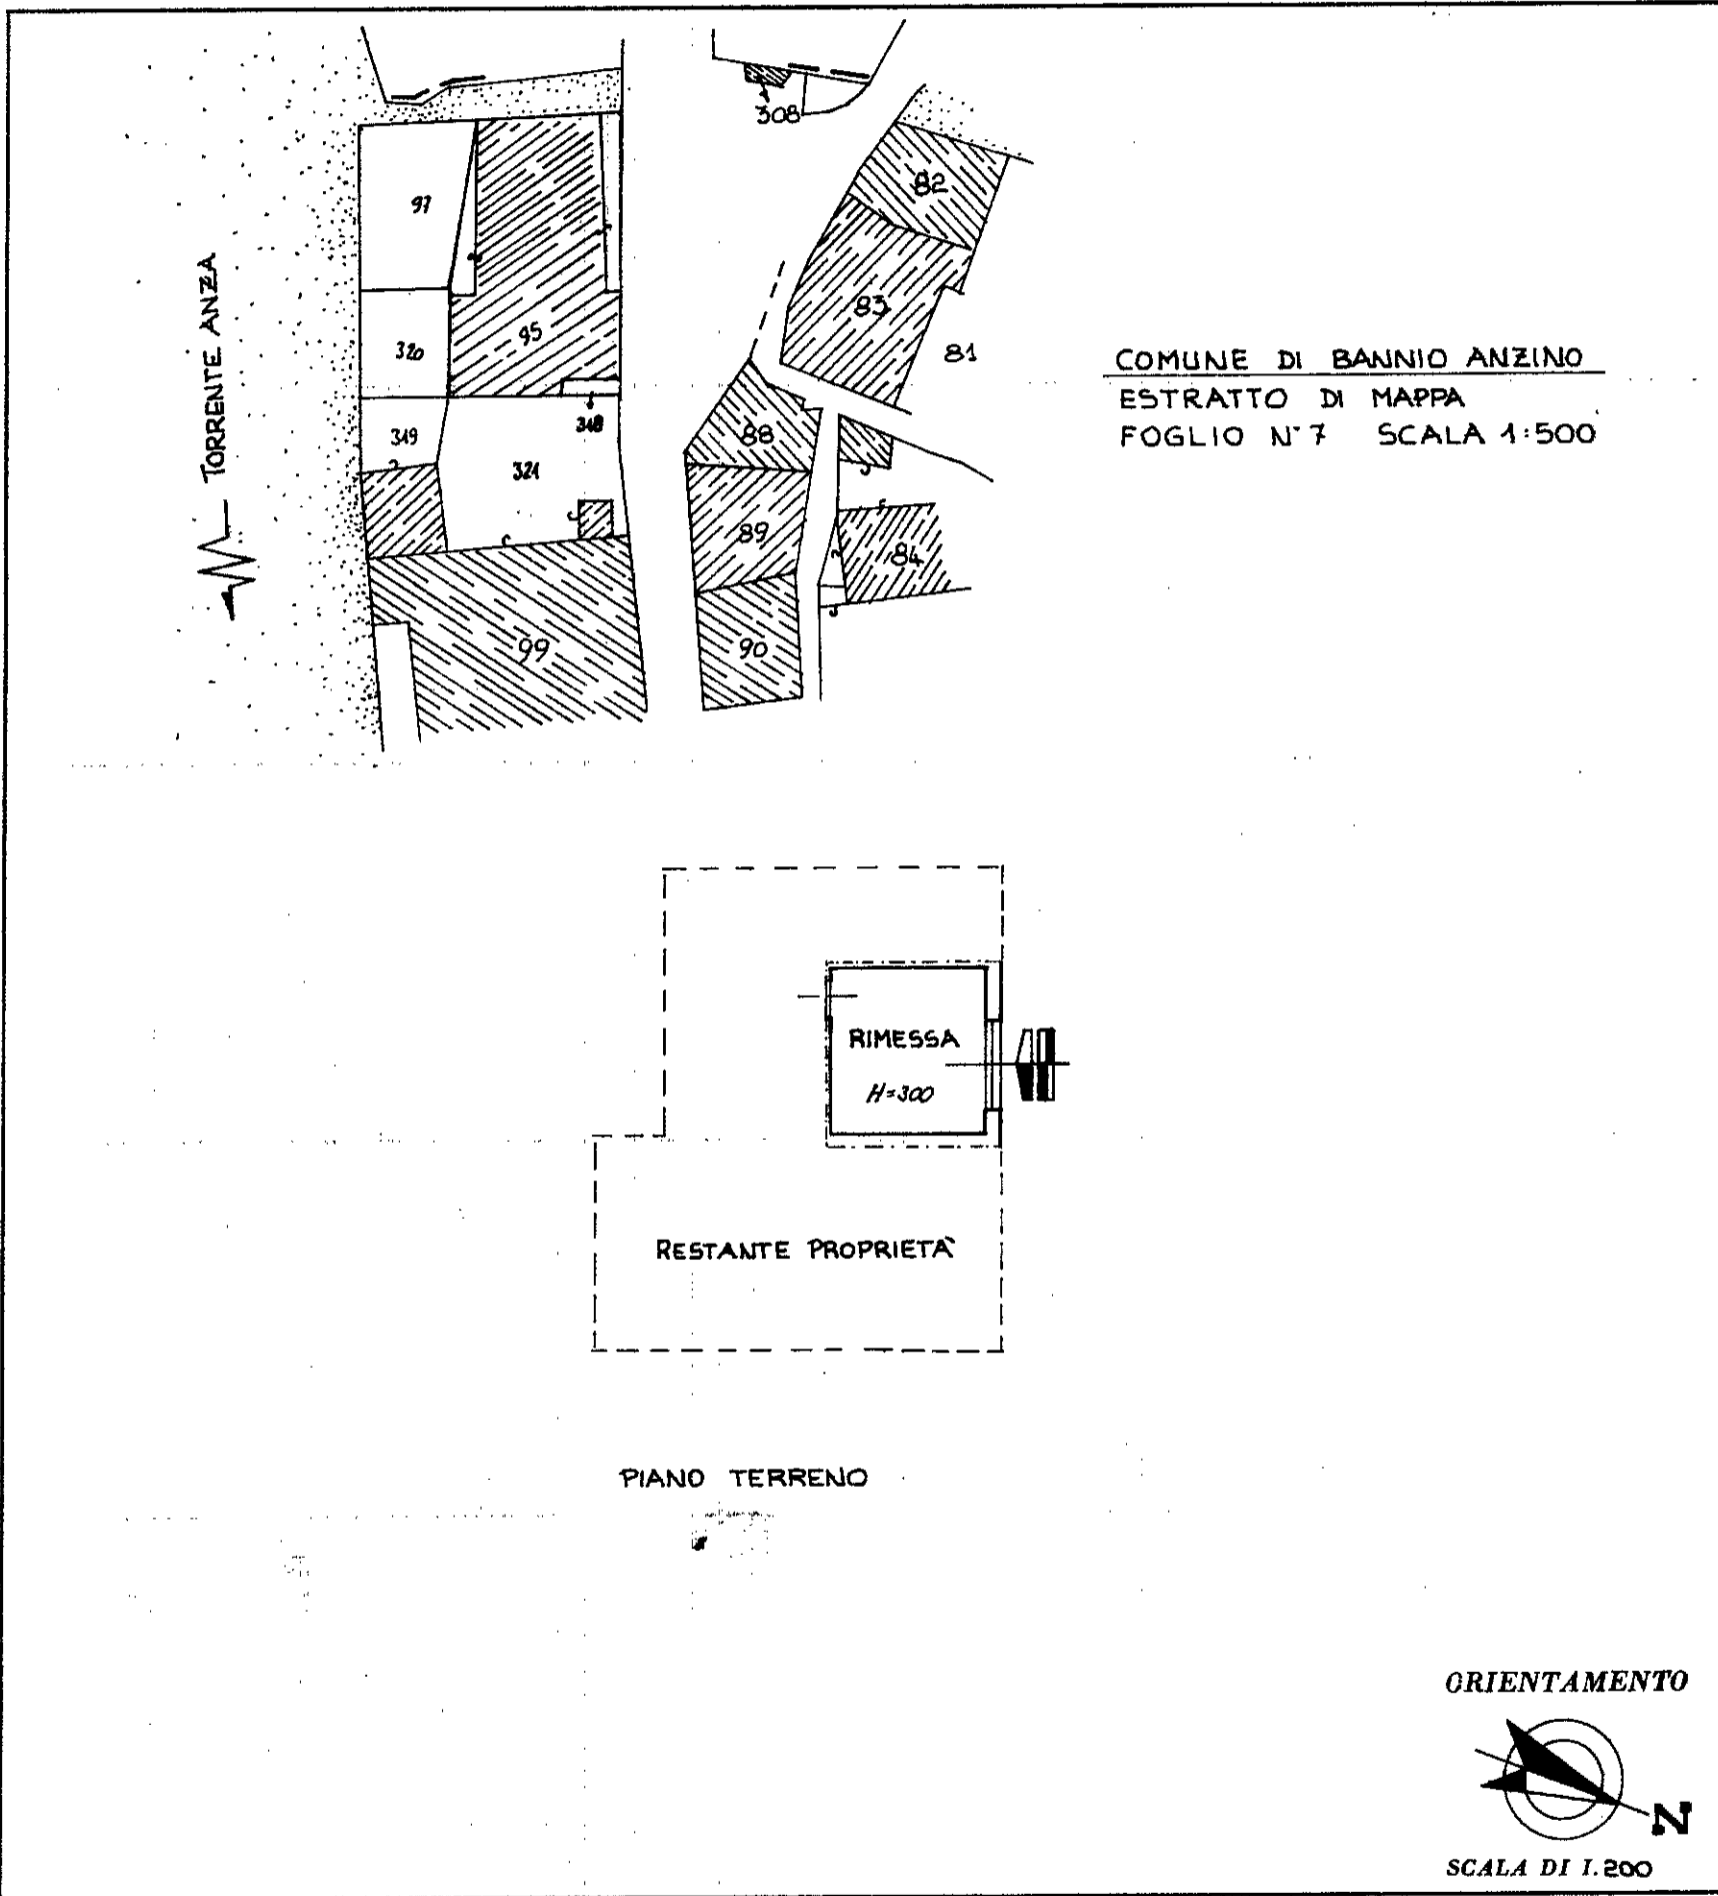 308
82
97
83
81
95
320
TORRENTE ANZA
COMUNE DI BANNIO ANZINO
ESTRATTO DI MAPPA
FOGLIO N° 7 SCALA 1:500
319
318
88
321
89
84
99
90
RIMESSA
H=300
RESTANTE PROPRIETÀ
PIANO TERRENO
ORIENTAMENTO
N
SCALA DI 1.200